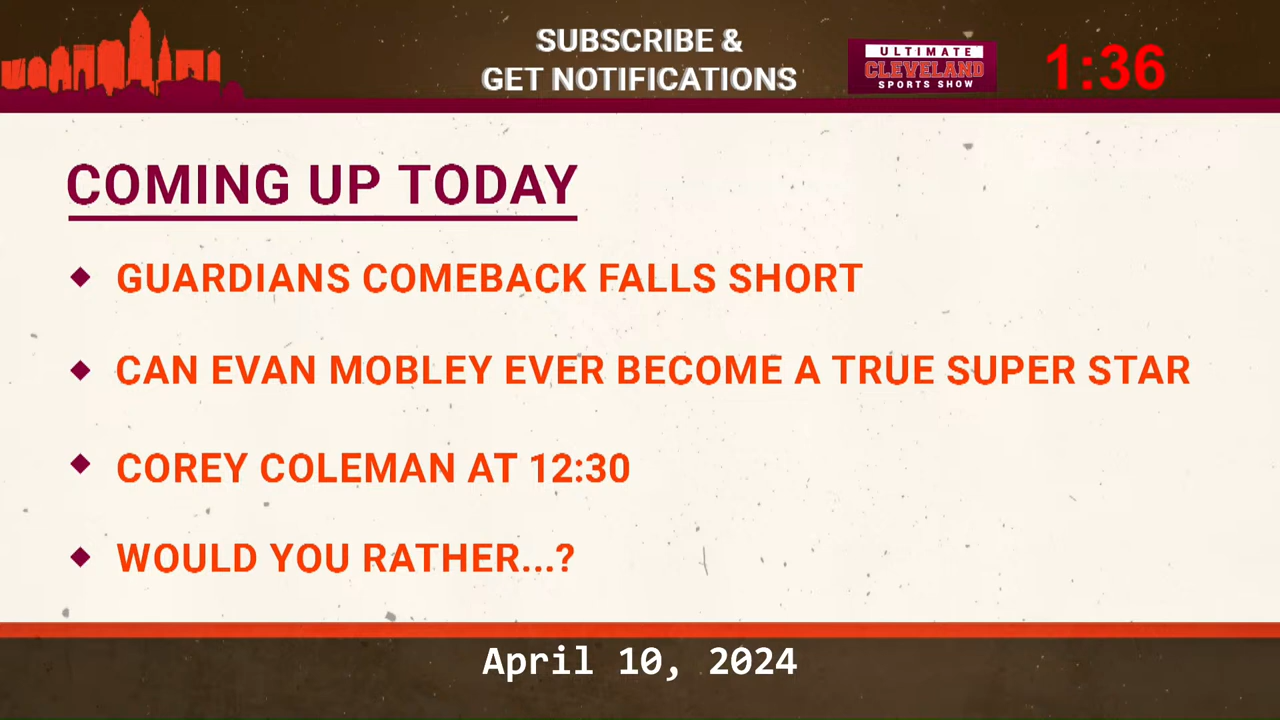 SUBSCRIBE &
GET NOTIFICATIONS
ULTIMATE
CLEVELAND
SPORTS SHOW
1:36
COMING UP TODAY
GUARDIANS COMEBACK FALLS SHORT
CAN EVAN MOBLEY EVER BECOME A TRUE SUPER STAR
COREY COLEMAN AT 12:30
WOULD YOU RATHER...?
April 10, 2024